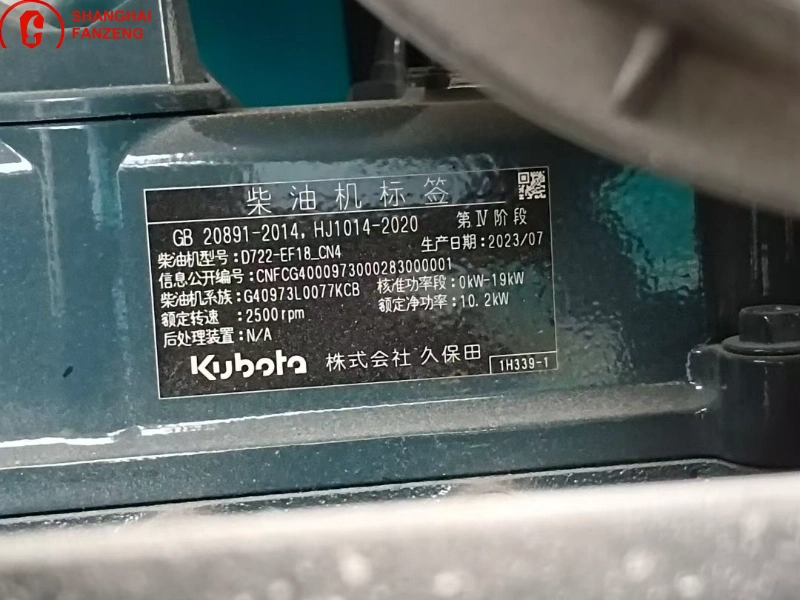 SHANGHAI
FANZENG
柴油机标签
GB 20891-2014, HJ1014-2020 第Ⅳ阶段
柴油机型号:D722-EF18_CN4 生产日期:2023/07
信息公开编号:CNFCG4000973000283000001
柴油机系族:G40973L0077KCB 核准功率段:0kW-19kW
额定转速:2500rpm 额定净功率:10.2kW
后处理装置:N/A
Kubota 株式会社久保田 1H339-1